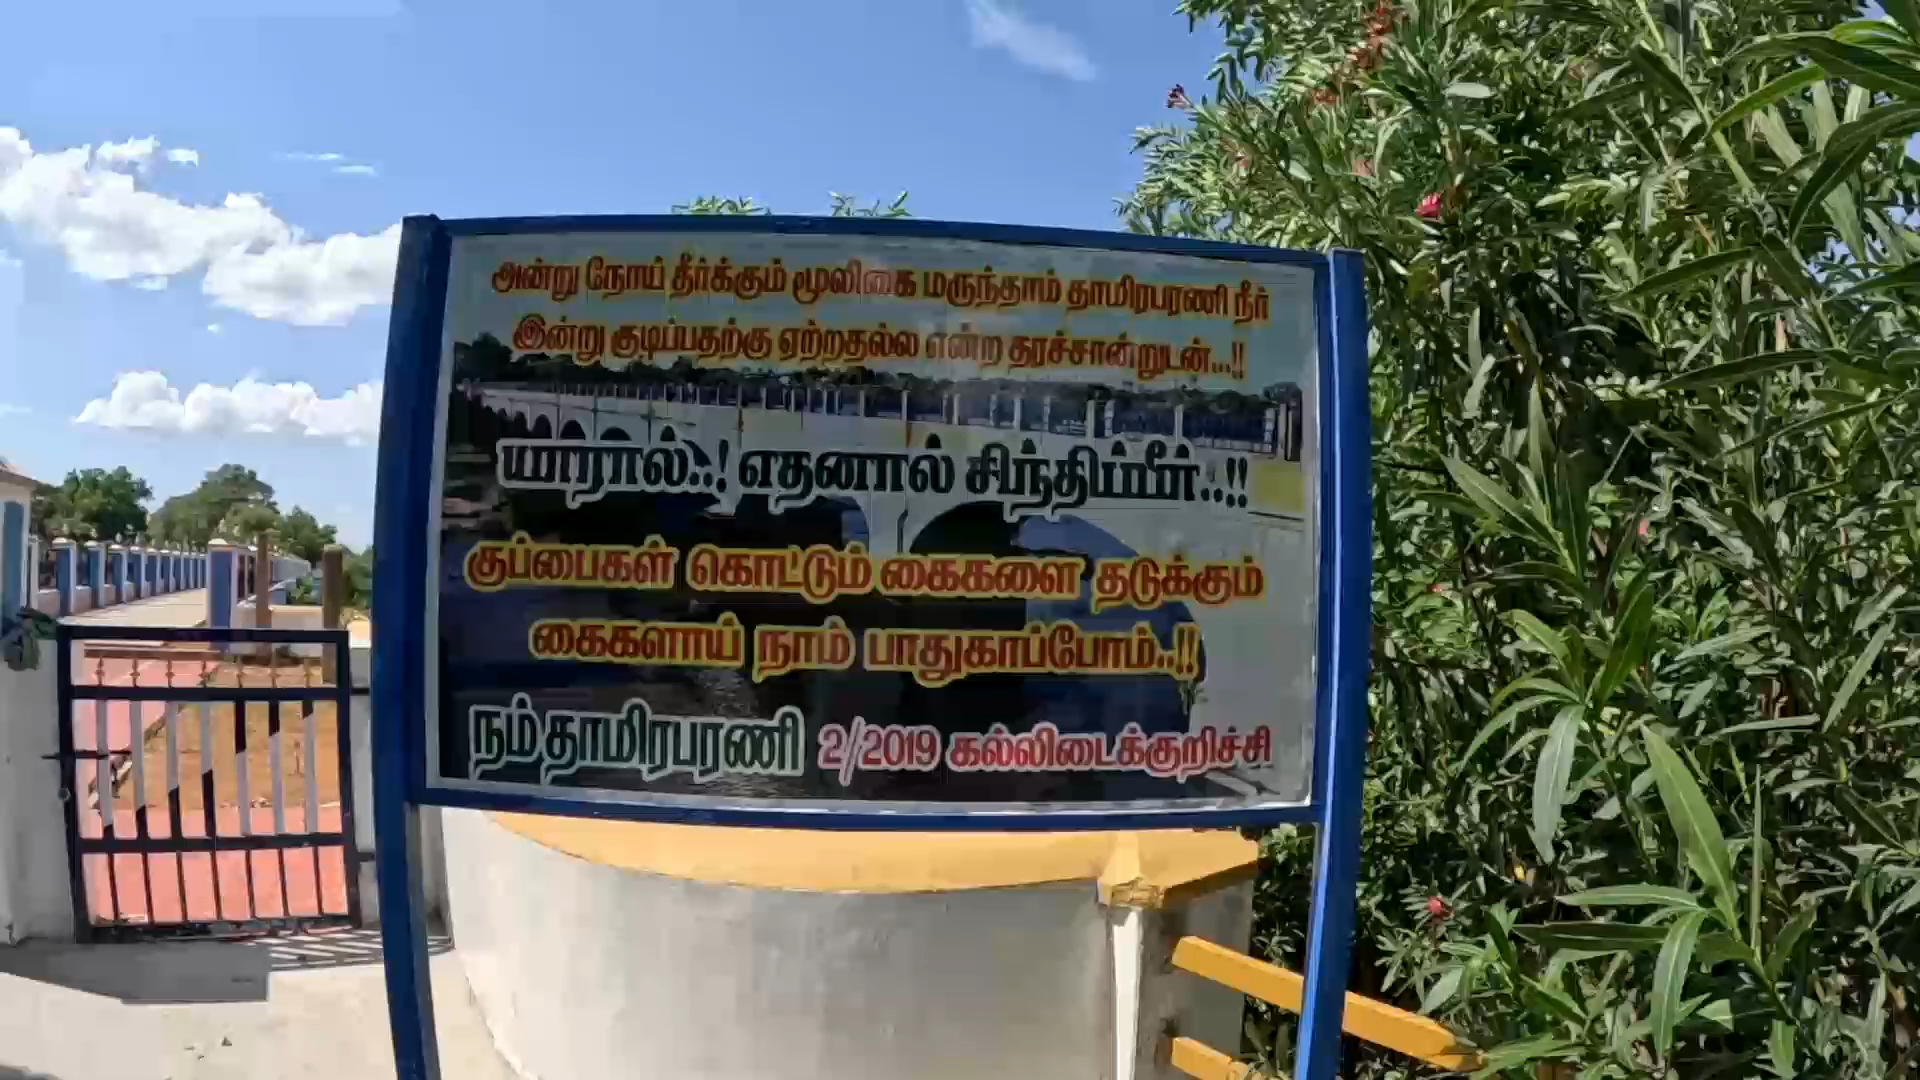 அன்று நோய் தீர்க்கும் மூலிகை மருந்தாம் தாமிரபரணி நீர்
இன்று குடிப்பதற்கு ஏற்றதல்ல என்ற தரச்சான்றுடன்...!!
யாரால்..! எதனால் சிந்திப்பீர்..!!
குப்பைகள் கொட்டும் கைகளை தடுக்கும்
கைகளாய் நாம் பாதுகாப்போம்..!!
நம் தாமிரபரணி 2/2019 கல்லிடைக்குறிச்சி